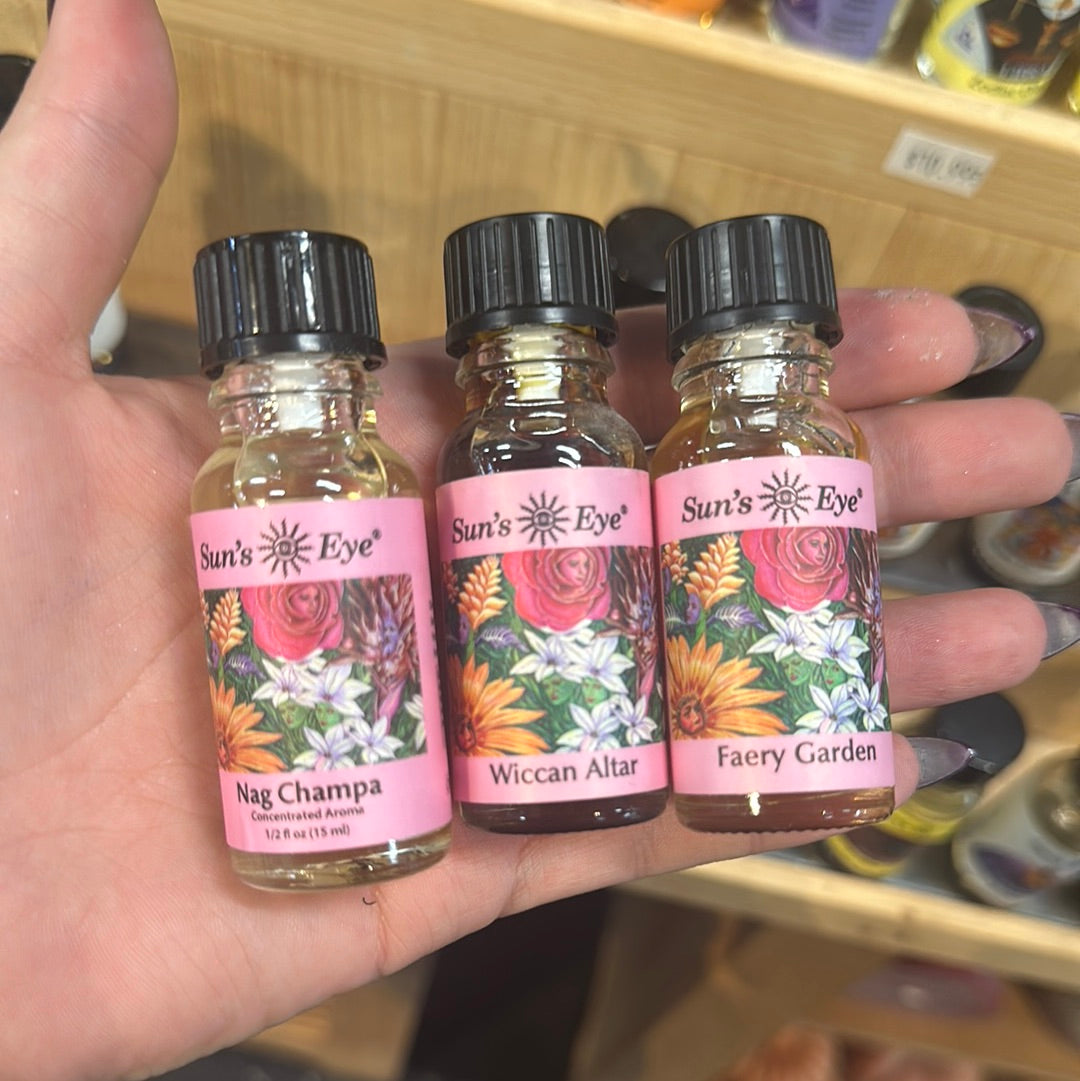 Sun's Eye®
Nag Champa
Concentrated Aroma
1/2 fl oz (15 ml)
Sun's Eye®
Wiccan Altar
Sun's Eye®
Faery Garden